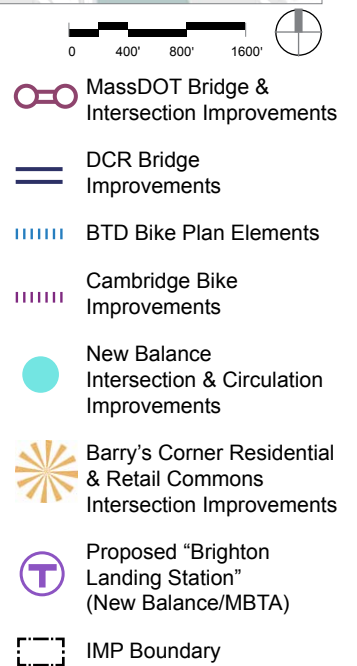 0 400' 800' 1600'
MassDOT Bridge &
Intersection Improvements
DCR Bridge
Improvements
BTD Bike Plan Elements
Cambridge Bike
Improvements
New Balance
Intersection & Circulation
Improvements
Barry's Corner Residential
& Retail Commons
Intersection Improvements
T
Proposed “Brighton
Landing Station”
(New Balance/MBTA)
IMP Boundary